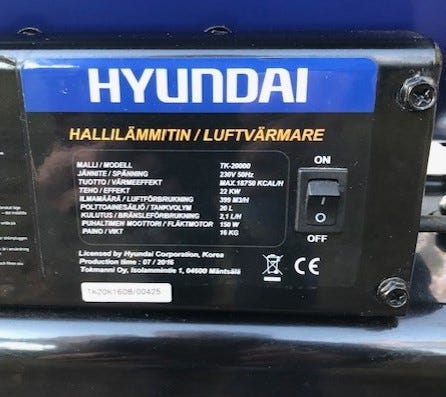 HYUNDAI
HALLILÄMMITIN / LUFTVÄRMARE
MALLI / MODELL TK-20000
JÄNNITE / SPÄNNING 230V 50Hz
TUOTTO / VÄRMEEFFEKT MAX.18750 KCAL/H
TEHO / EFFEKT 22 KW
ILMAMÄÄRÄ / LUFTFÖRBRUKNING 399 M3/H
POLTTOAINESÄILIÖ / TANKVOLYM 20 L
KULUTUS / BRÄNSLEFÖRBRUKNING 2,1 L/H
PUHALTIMEN MOOTTORI / FLÄKTMOTOR 150 W
PAINO / VIKT 16 KG
ON
I
O
OFF
Licensed by Hyundai Corporation, Korea
Production time : 07 / 2016
Tokmanni Oy, Isolammintie 1, 04600 Mäntsälä
CE
TK20K160B/00425